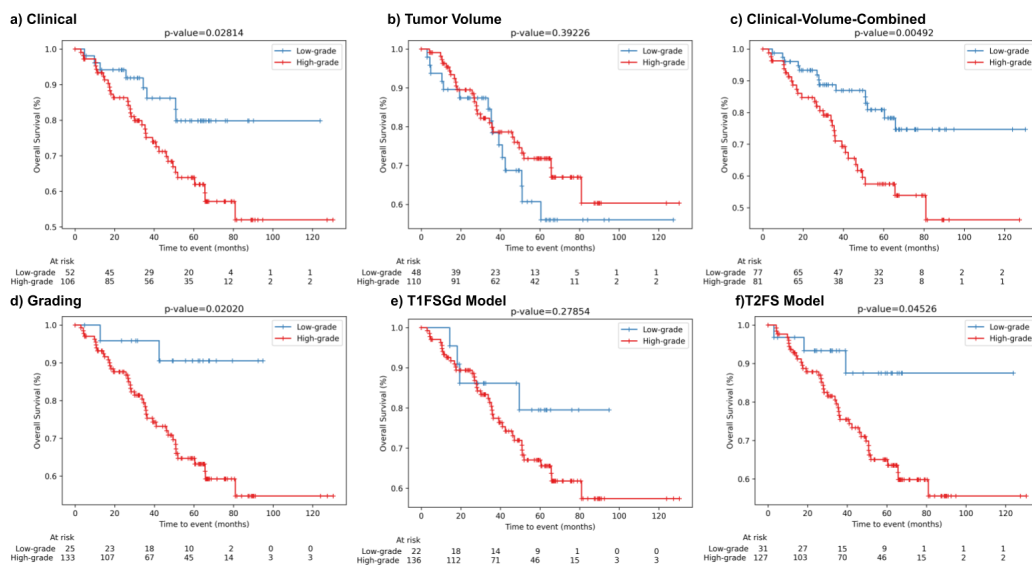 a) Clinical
p-value=0.02814
Low-grade
High-grade
1.0
0.9
0.8
0.7
0.6
0.5
Overall Survival (%)
0 20 40 60 80 100 120
Time to event (months)
At risk
Low-grade 52 45 29 20 4 1 1
High-grade 106 85 56 35 12 2 2
b) Tumor Volume
p-value=0.39226
Low-grade
High-grade
1.0
0.9
0.8
0.7
0.6
Overall Survival (%)
0 20 40 60 80 100 120
Time to event (months)
At risk
Low-grade 48 39 23 13 5 2 1
High-grade 110 91 62 42 11 2 2
c) Clinical-Volume-Combined
p-value=0.00492
Low-grade
High-grade
1.0
0.9
0.8
0.7
0.6
0.5
Overall Survival (%)
0 20 40 60 80 100 120
Time to event (months)
At risk
Low-grade 77 65 47 32 8 2 2
High-grade 81 65 38 23 8 1 1
d) Grading
p-value=0.02020
Low-grade
High-grade
1.0
0.9
0.8
0.7
0.6
Overall Survival (%)
0 20 40 60 80 100 120
Time to event (months)
At risk
Low-grade 25 23 18 10 2 0 0
High-grade 133 107 67 45 14 3 3
e) T1FSGd Model
p-value=0.27854
Low-grade
High-grade
1.0
0.9
0.8
0.7
0.6
Overall Survival (%)
0 20 40 60 80 100 120
Time to event (months)
At risk
Low-grade 22 18 14 9 1 0 0
High-grade 136 112 71 46 15 3 3
f)T2FS Model
p-value=0.04526
Low-grade
High-grade
1.0
0.9
0.8
0.7
0.6
Overall Survival (%)
0 20 40 60 80 100 120
Time to event (months)
At risk
Low-grade 31 27 15 9 1 1 1
High-grade 127 103 70 46 15 2 2